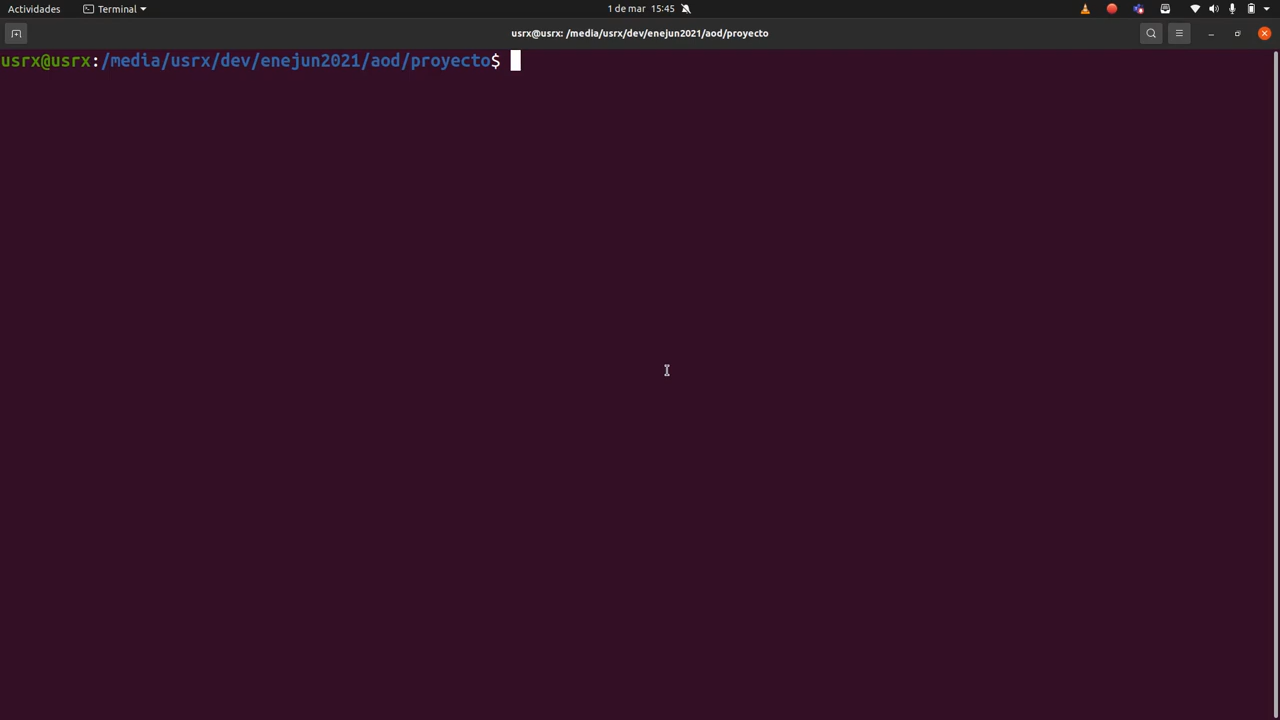 Actividades Terminal 1 de mar 15:45
usrx@usrx: /media/usrx/dev/enejun2021/aod/proyecto
usrx@usrx:/media/usrx/dev/enejun2021/aod/proyecto$